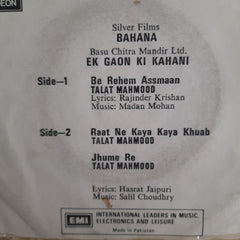 DEON
Silver Films
BAHANA
Basu Chitra Mandir Ltd.
EK GAON KI KAHANI
Side-1 Be Rehem Assmaan
TALAT MAHMOOD
Lyrics: Rajinder Krishan
Music: Madan Mohan
Side-2 Raat Ne Kaya Kaya Khuab
TALAT MAHMOOD
Jhume Re
TALAT MAHMOOD
Lyrics: Hasrat Jaipuri
Music: Salil Choudhry
EMI
INTERNATIONAL LEADERS IN MUSIC,
ELECTRONICS AND LEISURE
Made in Pakistan